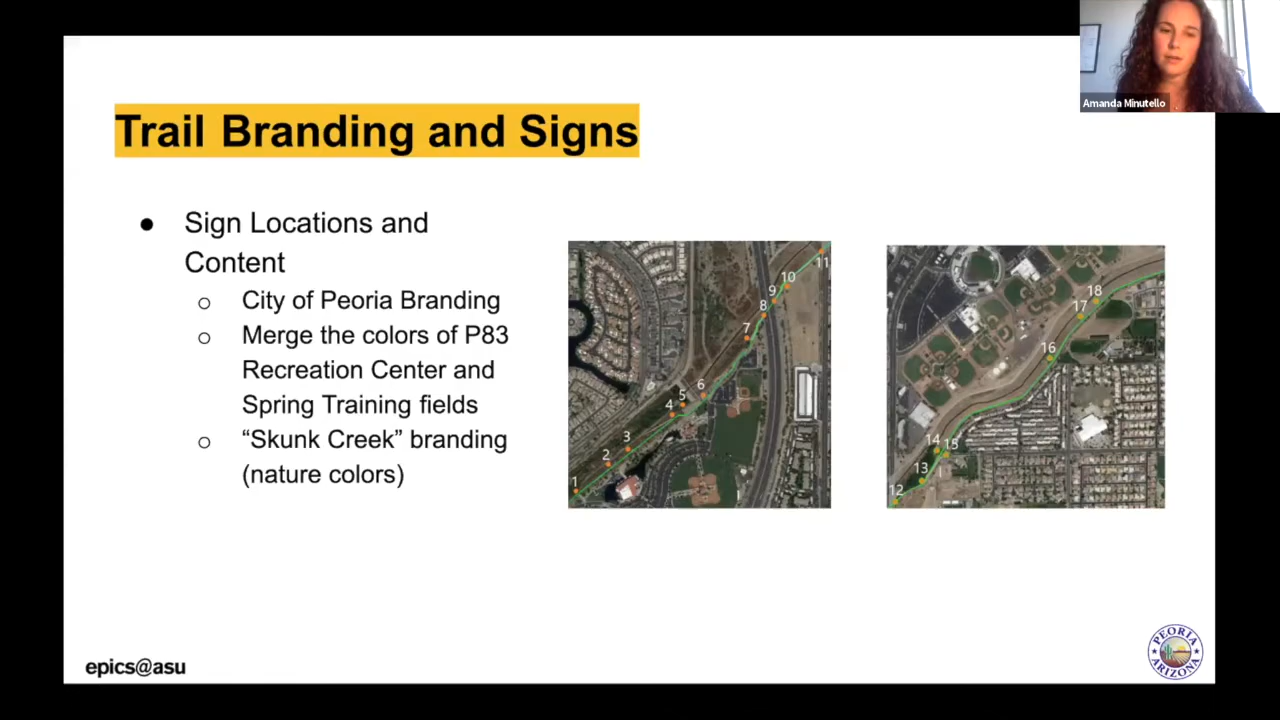 Amanda Minutello
Trail Branding and Signs
● Sign Locations and
Content
○ City of Peoria Branding
○ Merge the colors of P83
Recreation Center and
Spring Training fields
○ “Skunk Creek” branding
(nature colors)
1
2
3
4
5
6
7
8
9
10
11
12
13
14
15
16
17
18
epics@asu
PEORIA
ARIZONA